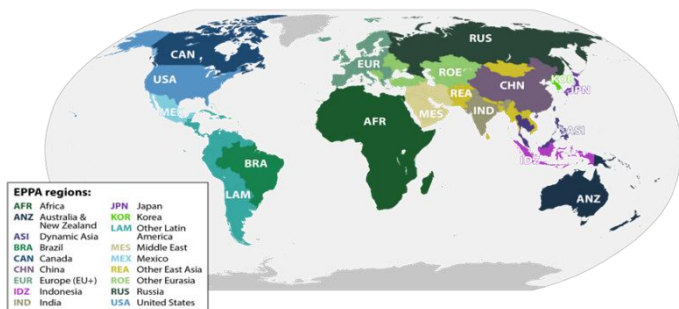 RUS
CAN
EUR
ROE
USA
KOR
JPN
CHN
REA
MEX
IND
MES
AFR
ASI
BRA
IDZ
LAM
ANZ
EPPA regions:
AFR Africa
ANZ Australia &
New Zealand
ASI Dynamic Asia
BRA Brazil
CAN Canada
CHN China
EUR Europe (EU+)
IDZ Indonesia
IND India
JPN Japan
KOR Korea
LAM Other Latin
America
MES Middle East
MEX Mexico
REA Other East Asia
ROE Other Eurasia
RUS Russia
USA United States